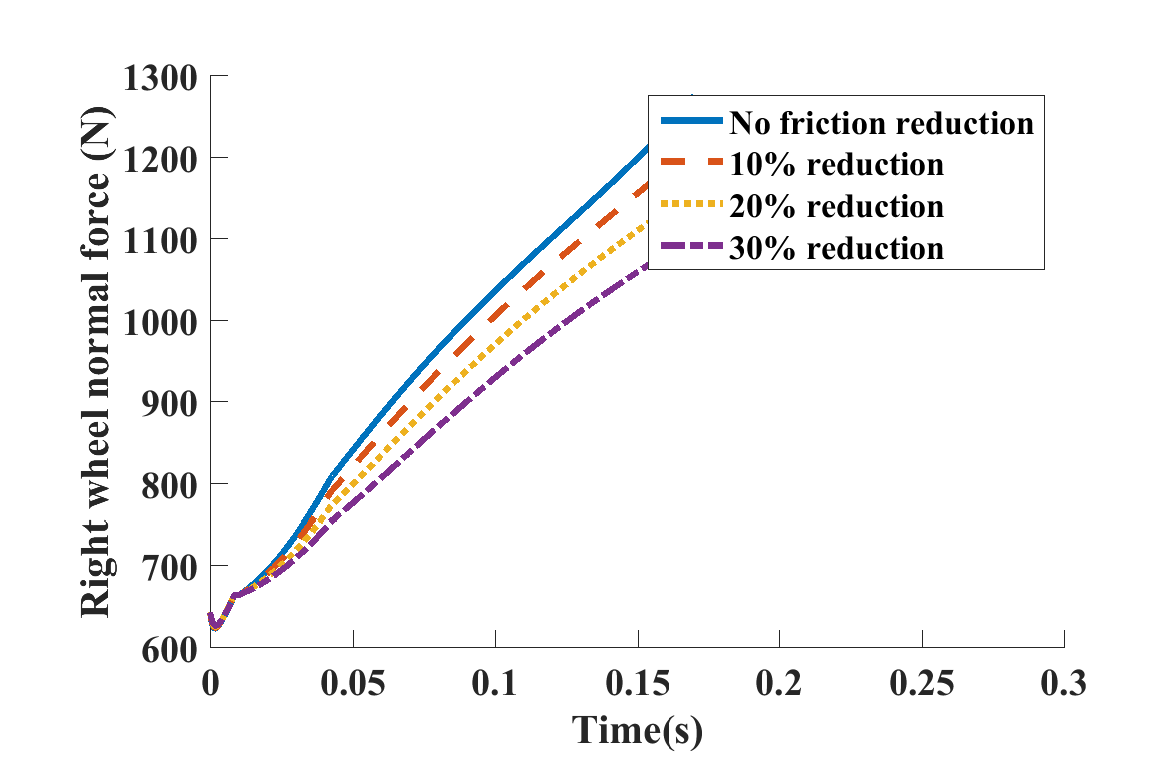 1300
1200
1100
1000
900
800
700
600
Right wheel normal force (N)
No friction reduction
10% reduction
20% reduction
30% reduction
0 0.05 0.1 0.15 0.2 0.25 0.3
Time(s)